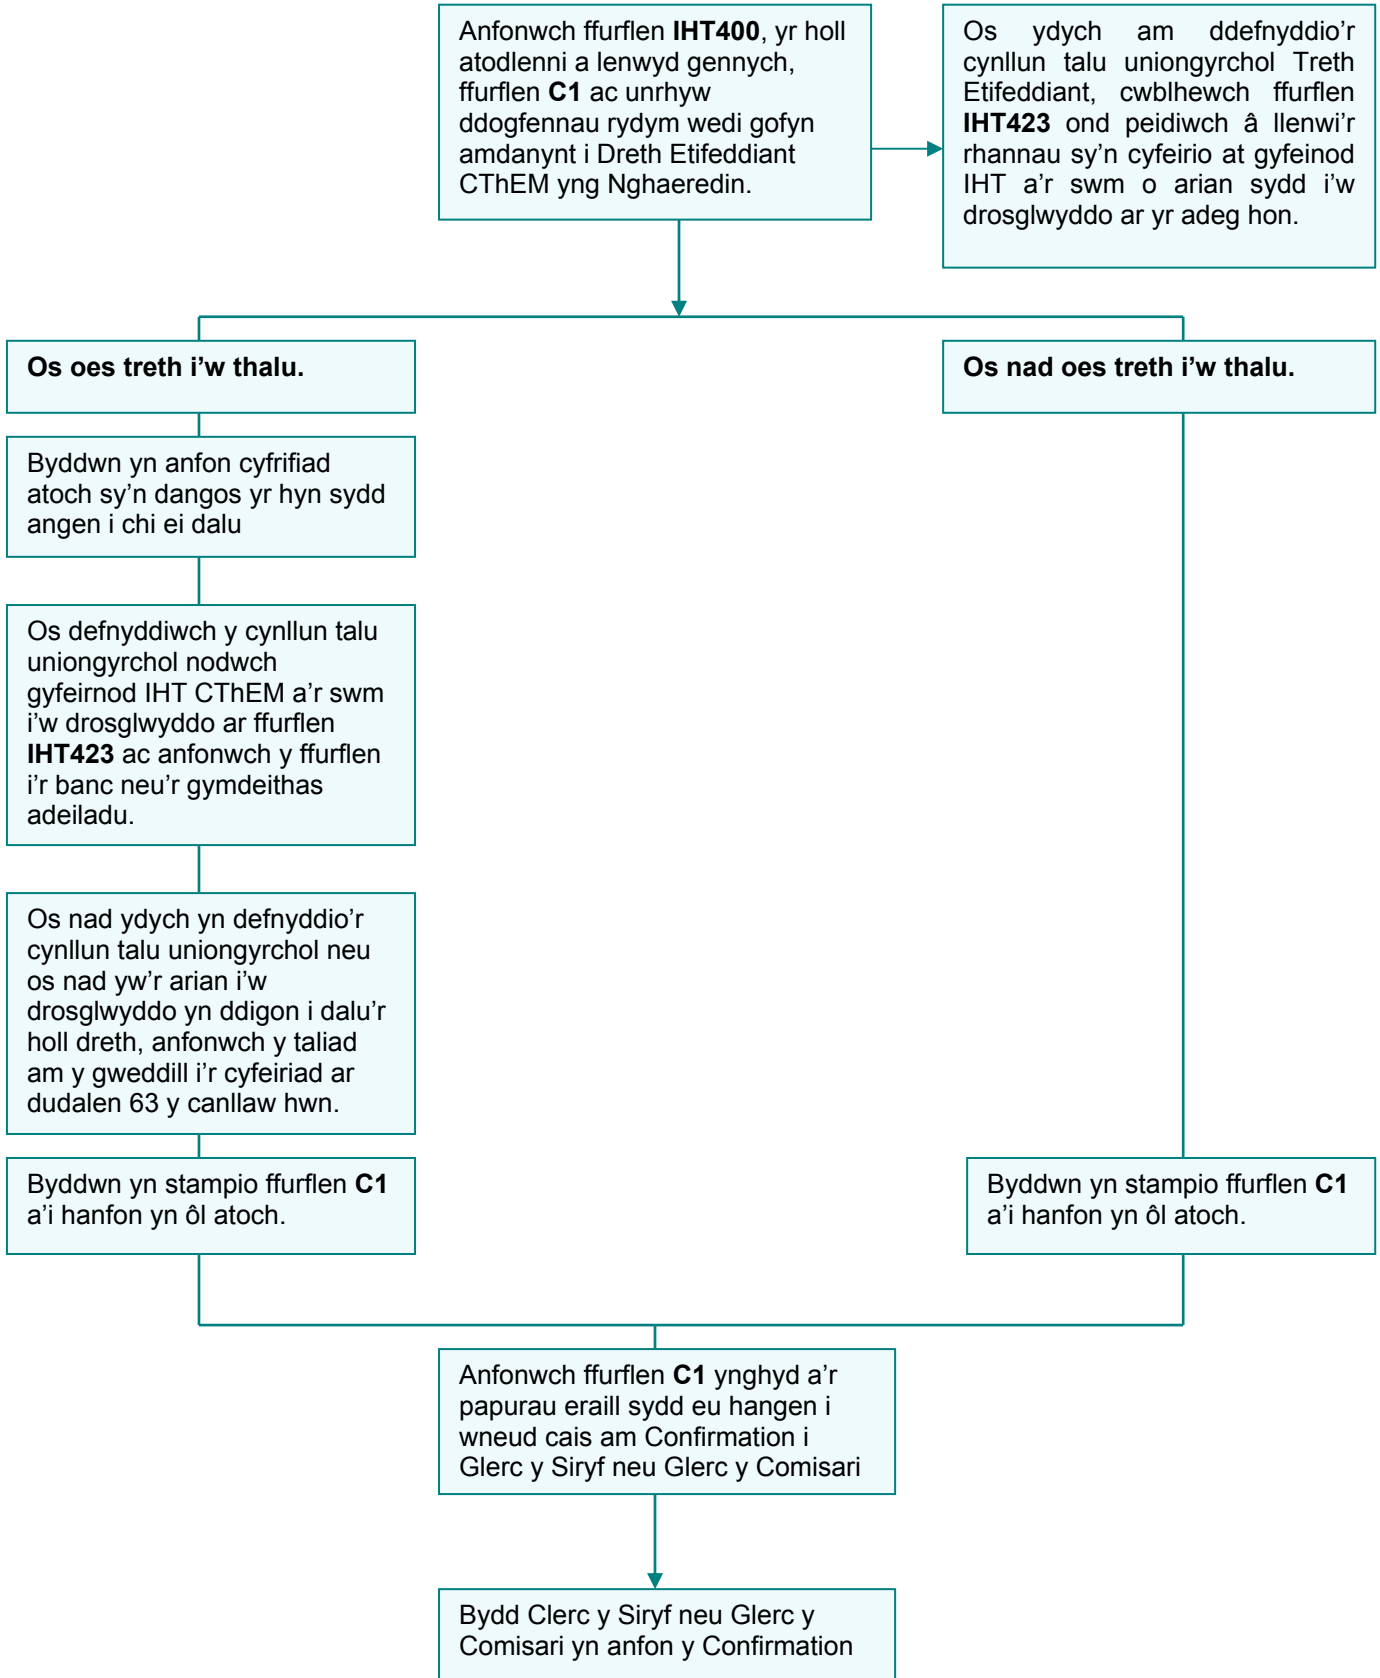 Anfonwch ffurflen IHT400, yr holl
atodlenni a lenwyd gennych,
ffurflen C1 ac unrhyw
ddogfennau rydym wedi gofyn
amdanynt i Dreth Etifeddiant
CThEM yng Nghaeredin.
Os ydych am ddefnyddio’r
cynllun talu uniongyrchol Treth
Etifeddiant, cwblhewch ffurflen
IHT423 ond peidiwch â llenwi’r
rhannau sy’n cyfeirio at gyfeinod
IHT a’r swm o arian sydd i’w
drosglwyddo ar yr adeg hon.
Os oes treth i’w thalu.
Os nad oes treth i’w thalu.
Byddwn yn anfon cyfrifiad
atoch sy’n dangos yr hyn sydd
angen i chi ei dalu
Os defnyddiwch y cynllun talu
uniongyrchol nodwch
gyfeirnod IHT CThEM a’r swm
i’w drosglwyddo ar ffurflen
IHT423 ac anfonwch y ffurflen
i’r banc neu’r gymdeithas
adeiladu.
Os nad ydych yn defnyddio’r
cynllun talu uniongyrchol neu
os nad yw’r arian i’w
drosglwyddo yn ddigon i dalu’r
holl dreth, anfonwch y taliad
am y gweddill i’r cyfeiriad ar
dudalen 63 y canllaw hwn.
Byddwn yn stampio ffurflen C1
a’i hanfon yn ôl atoch.
Byddwn yn stampio ffurflen C1
a’i hanfon yn ôl atoch.
Anfonwch ffurflen C1 ynghyd a’r
papurau eraill sydd eu hangen i
wneud cais am Confirmation i
Glerc y Siryf neu Glerc y Comisari
Bydd Clerc y Siryf neu Glerc y
Comisari yn anfon y Confirmation